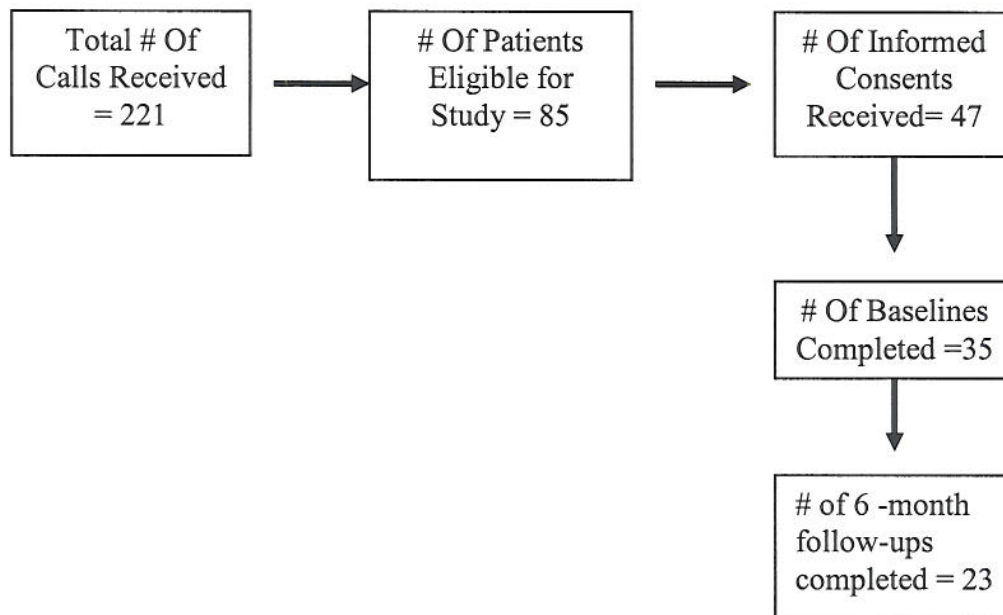 Total # Of
Calls Received
= 221
# Of Patients
Eligible for
Study = 85
# Of Informed
Consents
Received= 47
# Of Baselines
Completed =35
# of 6 -month
follow-ups
completed = 23